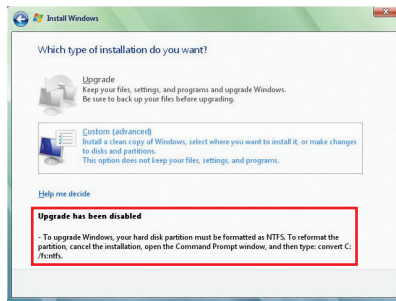 Install Windows
Which type of installation do you want?
Upgrade
Keep your files, settings, and programs and upgrade Windows.
Be sure to back up your files before upgrading.
Custom (advanced)
Install a clean copy of Windows, select where you want to install it, or make changes
to disks and partitions.
This option does not keep your files, settings, and programs.
Help me decide
Upgrade has been disabled
- To upgrade Windows, your hard disk partition must be formatted as NTFS. To reformat the
partition, cancel the installation, open the Command Prompt window, and then type: convert C:
/fs:ntfs.